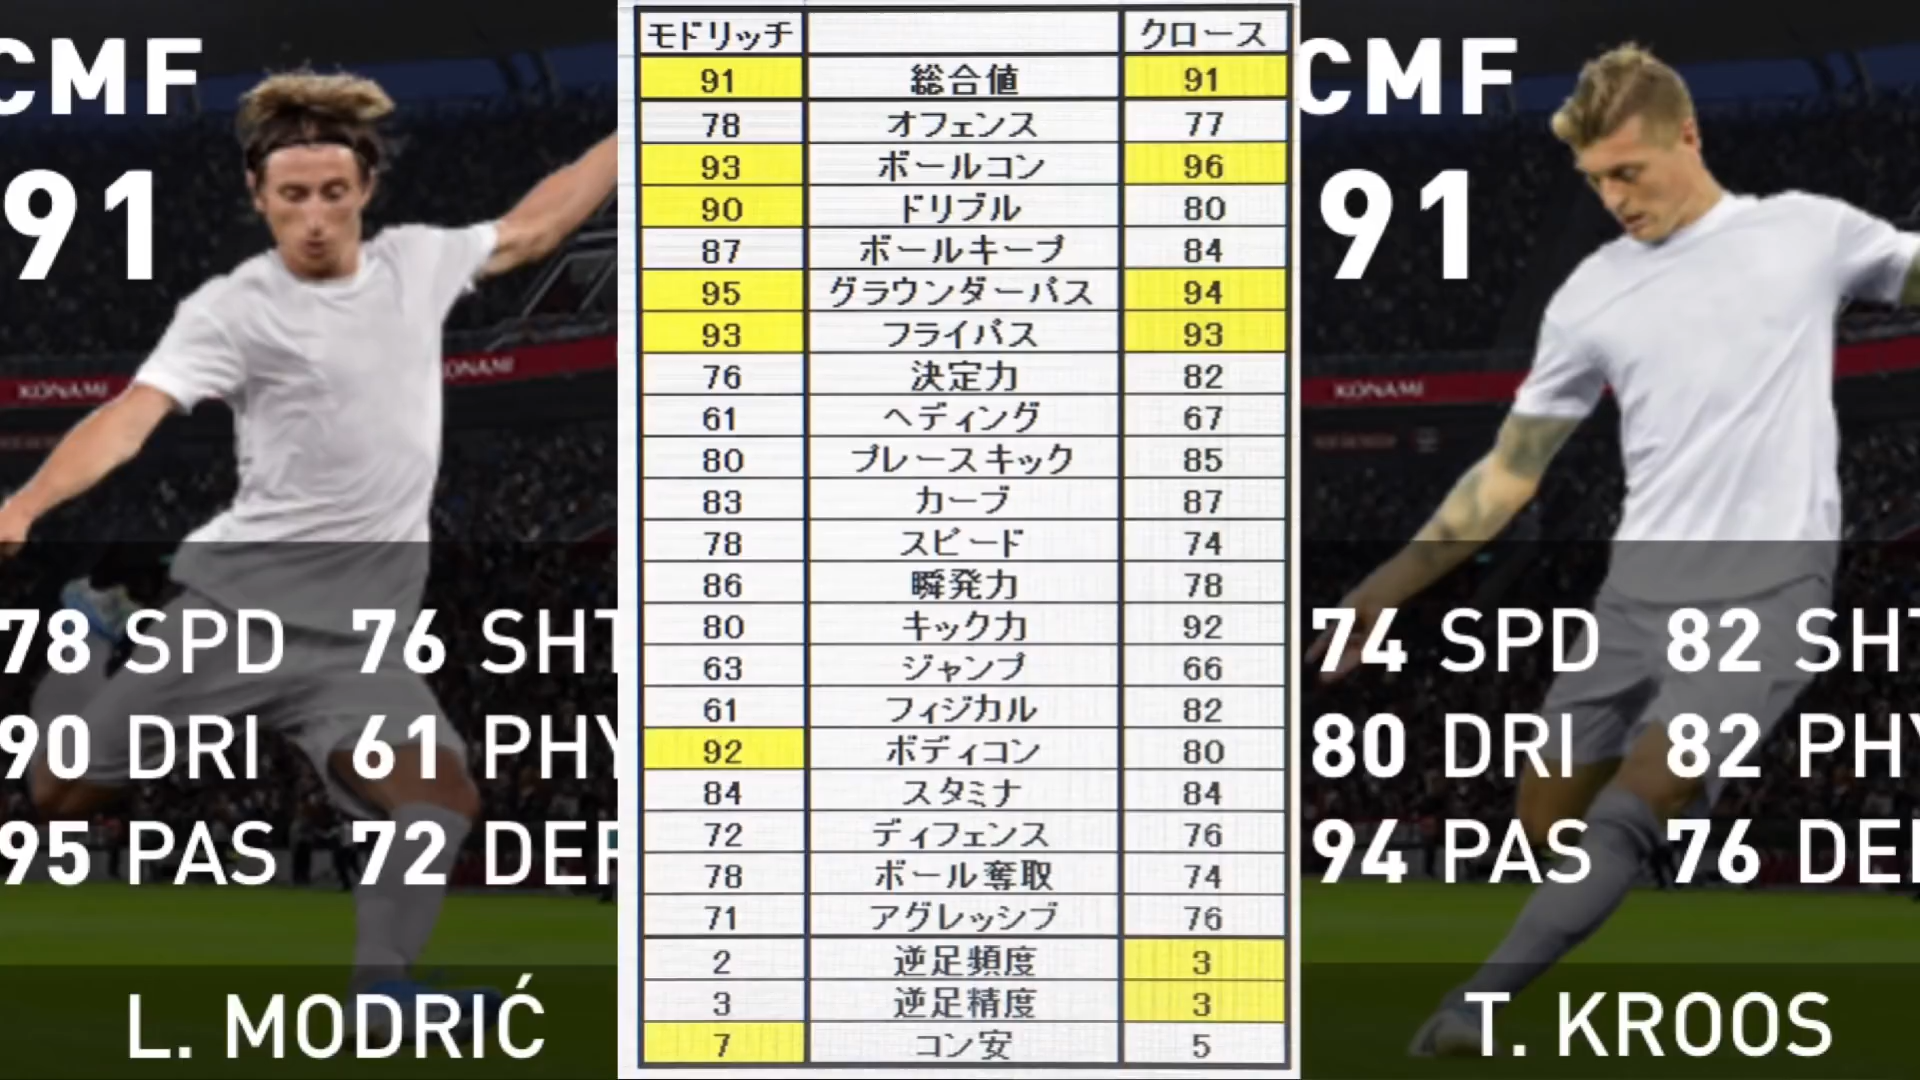 CMF
91
KONAMI
KONAMI
78 SPD 76 SHT
90 DRI 61 PHY
95 PAS 72 DEF
L. MODRIĆ
モドリッチ クロース
91 総合値 91
78 オフェンス 77
93 ボールコン 96
90 ドリブル 80
87 ボールキープ 84
95 グラウンダーパス 94
93 フライパス 93
76 決定力 82
61 ヘディング 67
80 プレースキック 85
83 カーブ 87
78 スピード 74
86 瞬発力 78
80 キック力 92
63 ジャンプ 66
61 フィジカル 82
92 ボディコン 80
84 スタミナ 84
72 ディフェンス 76
78 ボール奪取 74
71 アグレッシブ 76
2 逆足頻度 3
3 逆足精度 3
7 コン安 5
CMF
91
KONAMI
74 SPD 82 SHT
80 DRI 82 PHY
94 PAS 76 DEF
T. KROOS